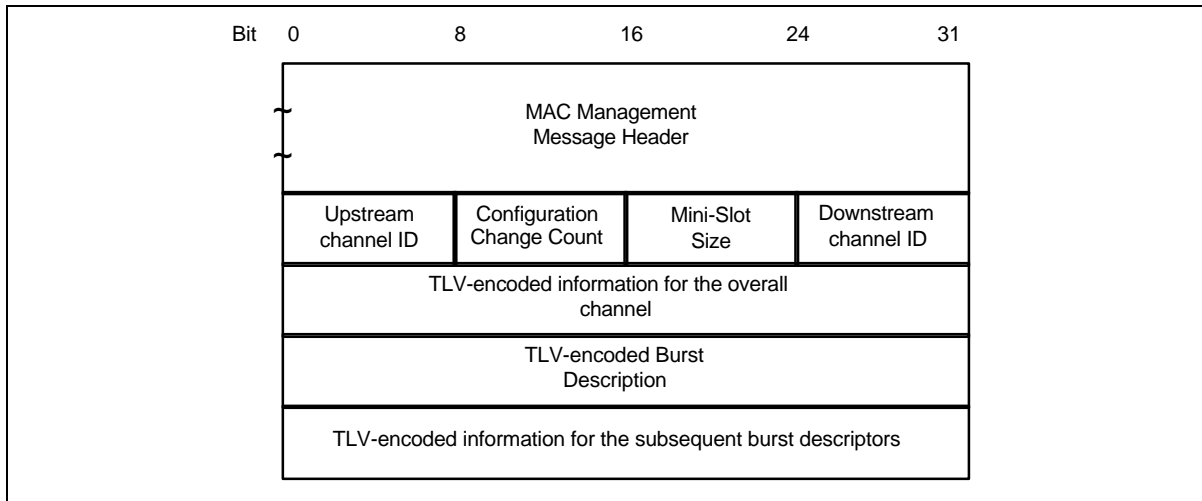 Bit 0 8 16 24 31
MAC Management
Message Header
Upstream
channel ID
Configuration
Change Count
Mini-Slot
Size
Downstream
channel ID
TLV-encoded information for the overall
channel
TLV-encoded Burst
Description
TLV-encoded information for the subsequent burst descriptors